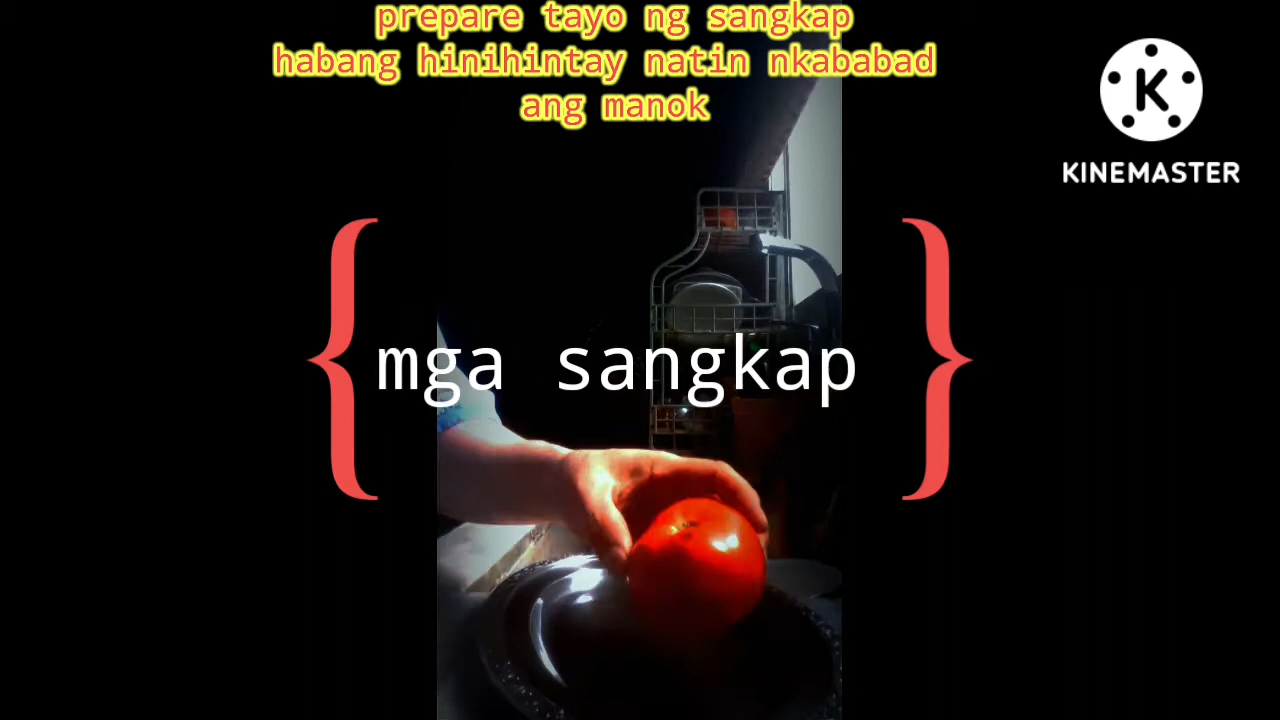 prepare tayo ng sangkap
habang hinihintay natin nkababad
ang manok
K
KINEMASTER
{mga sangkap}